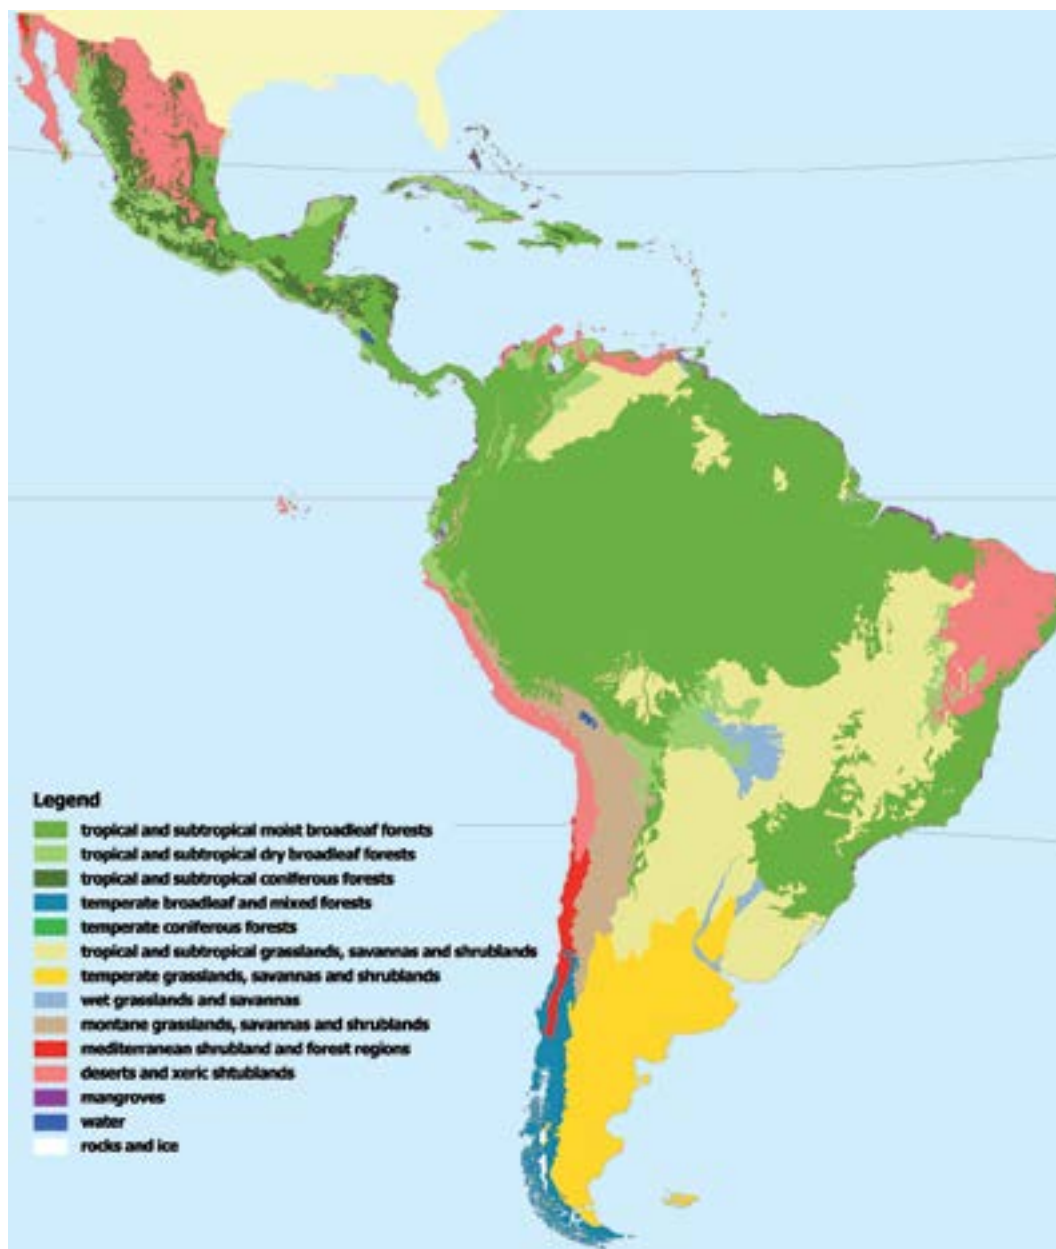 Legend
tropical and subtropical moist broadleaf forests
tropical and subtropical dry broadleaf forests
tropical and subtropical coniferous forests
temperate broadleaf and mixed forests
temperate coniferous forests
tropical and subtropical grasslands, savannas and shrublands
temperate grasslands, savannas and shrublands
wet grasslands and savannas
montane grasslands, savannas and shrublands
mediterranean shrubland and forest regions
deserts and xeric shtublands
mangroves
water
rocks and ice